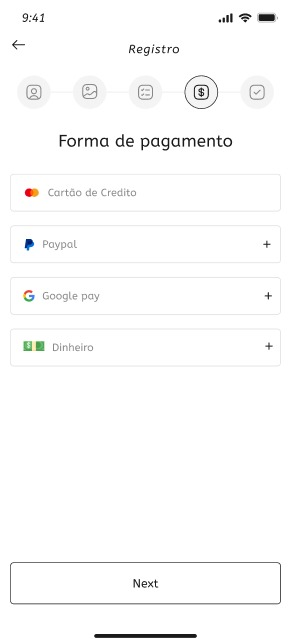 9:41
Registro
Forma de pagamento
Cartão de Credito
Paypal +
Google pay +
Dinheiro +
Next